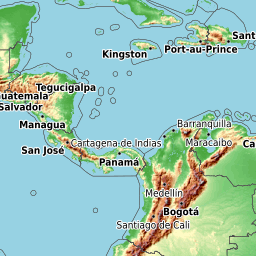 Sant
Port-au-Prince
Kingston
Tegucigalpa
Guatemala
Salvador
Managua
Barranquilla
Cartagena de Indias
Maracaibo
Ca
San José
Panamá
Medellín
Bogotá
Santiago de Cali